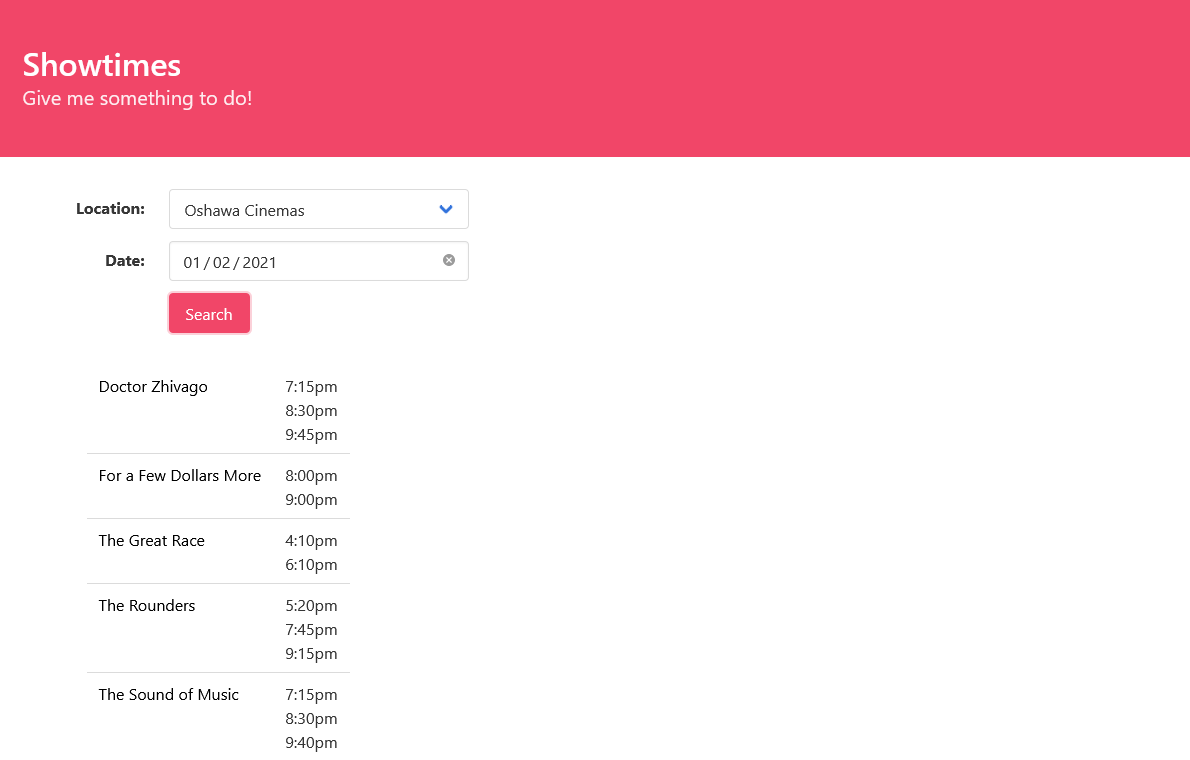 Showtimes
Give me something to do!
Location: Oshawa Cinemas
Date: 01 / 02 / 2021
Search
Doctor Zhivago 7:15pm
8:30pm
9:45pm
For a Few Dollars More 8:00pm
9:00pm
The Great Race 4:10pm
6:10pm
The Rounders 5:20pm
7:45pm
9:15pm
The Sound of Music 7:15pm
8:30pm
9:40pm